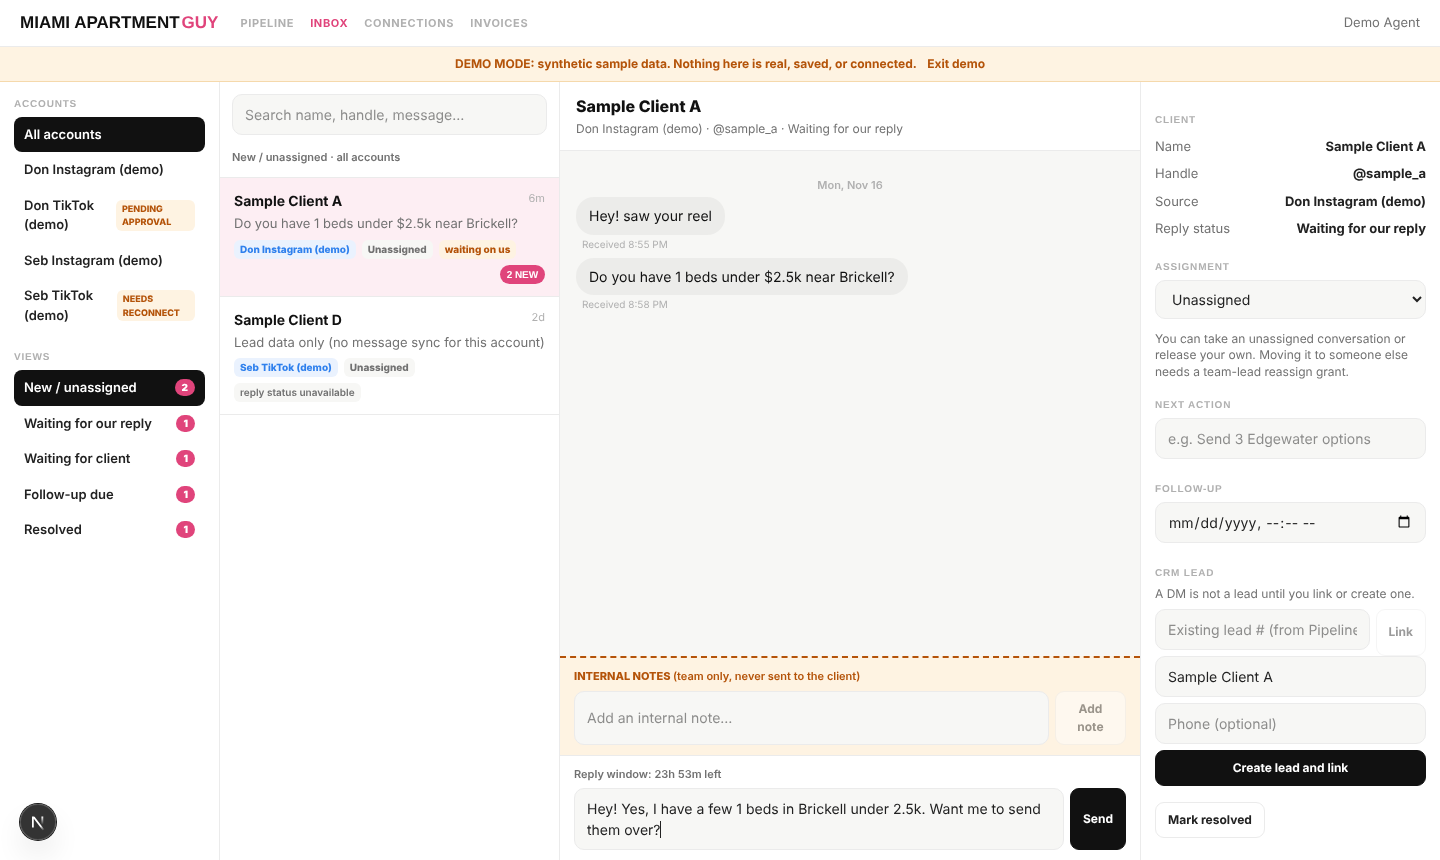 MIAMI APARTMENT GUY
PIPELINE
INBOX
CONNECTIONS
INVOICES
Demo Agent
DEMO MODE: synthetic sample data. Nothing here is real, saved, or connected. Exit demo
ACCOUNTS
All accounts
Don Instagram (demo)
Don TikTok
(demo)
PENDING
APPROVAL
Seb Instagram (demo)
Seb TikTok
(demo)
NEEDS
RECONNECT
VIEWS
New / unassigned 2
Waiting for our reply 1
Waiting for client 1
Follow-up due 1
Resolved 1
N
Search name, handle, message...
New / unassigned · all accounts
Sample Client A 6m
Do you have 1 beds under $2.5k near Brickell?
Don Instagram (demo) Unassigned waiting on us
2 NEW
Sample Client D 2d
Lead data only (no message sync for this account)
Seb TikTok (demo) Unassigned
reply status unavailable
Sample Client A
Don Instagram (demo) · @sample_a · Waiting for our reply
Mon, Nov 16
Hey! saw your reel
Received 8:55 PM
Do you have 1 beds under $2.5k near Brickell?
Received 8:58 PM
INTERNAL NOTES (team only, never sent to the client)
Add an internal note...
Add
note
Reply window: 23h 53m left
Hey! Yes, I have a few 1 beds in Brickell under 2.5k. Want me to send
them over?
Send
CLIENT
Name Sample Client A
Handle @sample_a
Source Don Instagram (demo)
Reply status Waiting for our reply
ASSIGNMENT
Unassigned
You can take an unassigned conversation or
release your own. Moving it to someone else
needs a team-lead reassign grant.
NEXT ACTION
e.g. Send 3 Edgewater options
FOLLOW-UP
mm/dd/yyyy, --:-- --
CRM LEAD
A DM is not a lead until you link or create one.
Existing lead # (from Pipeline
Link
Sample Client A
Phone (optional)
Create lead and link
Mark resolved